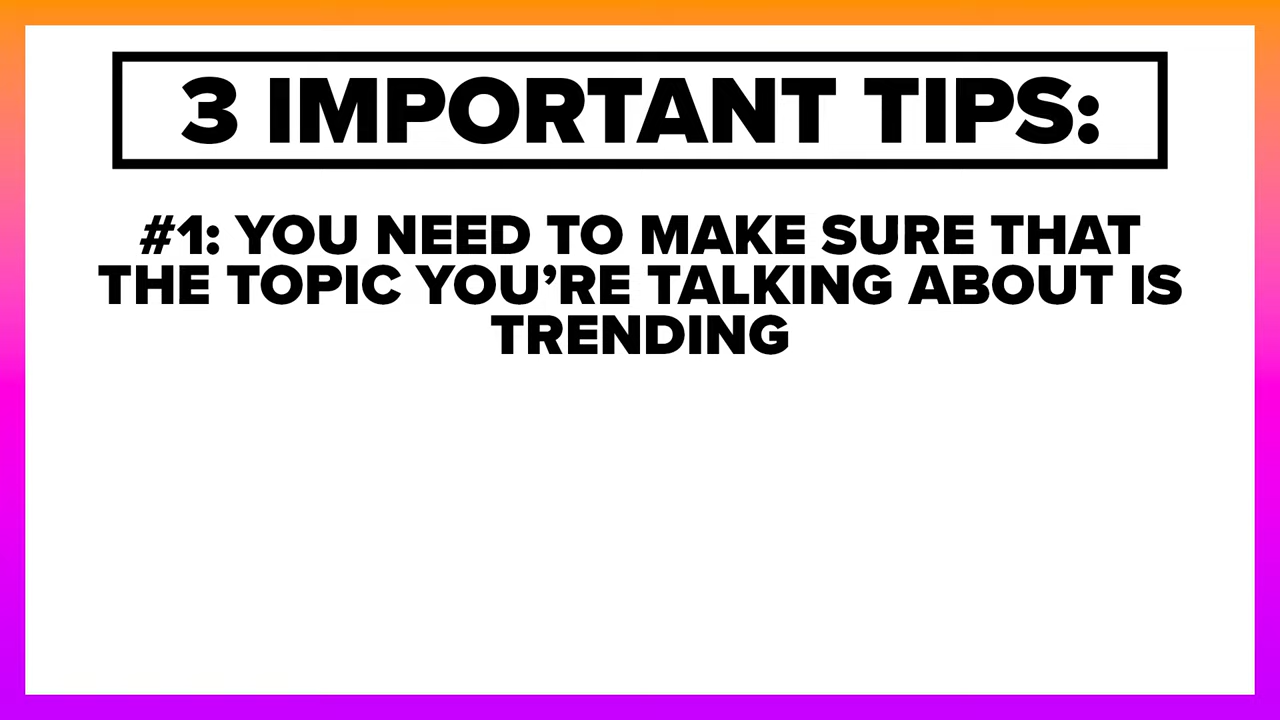 3 IMPORTANT TIPS:
#1: YOU NEED TO MAKE SURE THAT
THE TOPIC YOU’RE TALKING ABOUT IS
TRENDING